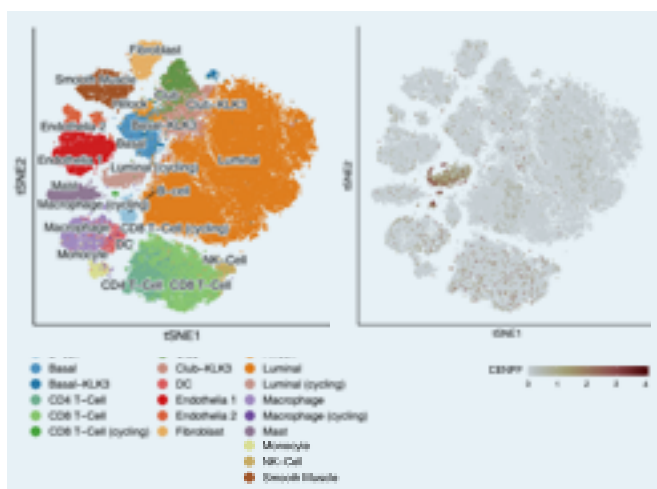 Fibroblast
Smooth Muscle
Club
Hillock
Club-KLK3
Endothelia 2
Basal-KLK3
Basal
Endothelia 1
Luminal
Luminal (cycling)
Mast
B-cell
Macrophage (cycling)
Macrophage
CD8 T-Cell (cycling)
DC
Monocyte
NK-Cell
CD4 T-Cell
CD8 T-Cell
tSNE2
tSNE1
tSNE2
tSNE1
Basal
Club-KLK3
Luminal
Basal-KLK3
DC
Luminal (cycling)
CD4 T-Cell
Endothelia 1
Macrophage
CD8 T-Cell
Endothelia 2
Macrophage (cycling)
CD8 T-Cell (cycling)
Fibroblast
Mast
Monocyte
NK-Cell
Smooth Muscle
CENPF
0 1 2 3 4